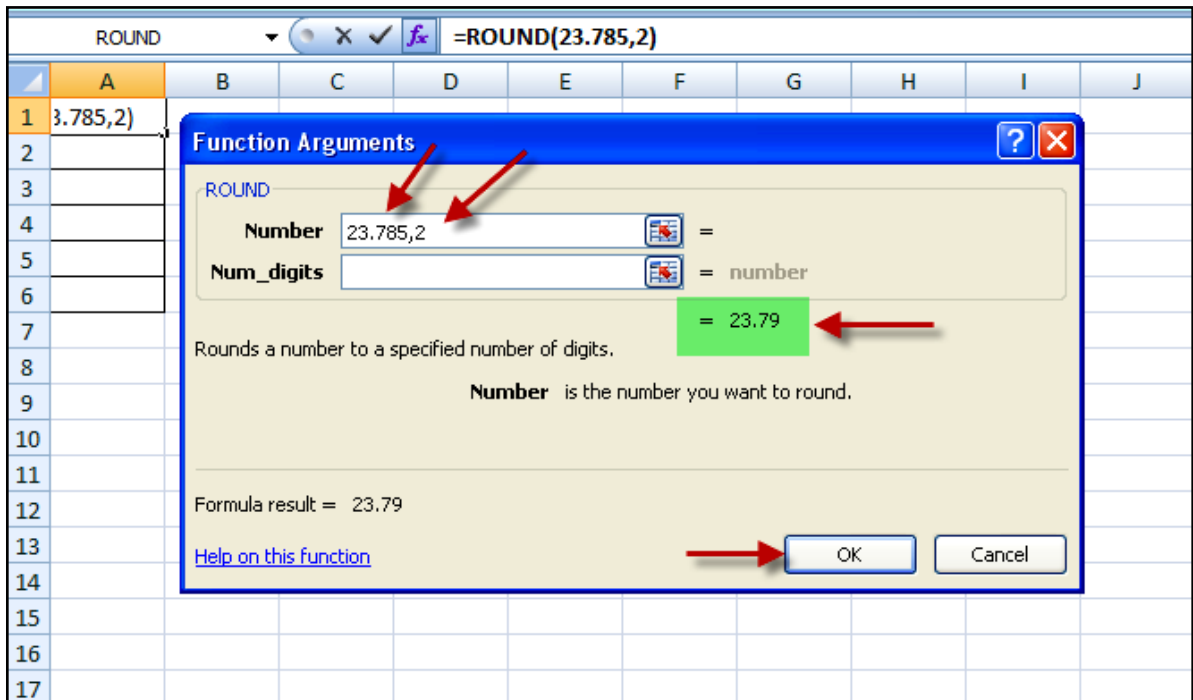 ROUND fx =ROUND(23.785,2)
A B C D E F G H I J
1 3.785,2)
Function Arguments ?
2
3 ROUND
4 Number 23.785,2 =
5 Num_digits = number
6
7 = 23.79
8 Rounds a number to a specified number of digits.
9 Number is the number you want to round.
10
11
12 Formula result = 23.79
13 Help on this function OK Cancel
14
15
16
17